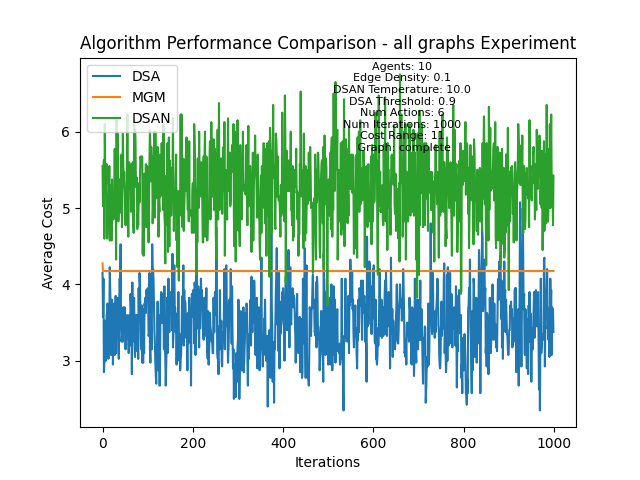 Algorithm Performance Comparison - all graphs Experiment
DSA
MGM
DSAN
Agents: 10
Edge Density: 0.1
DSAN Temperature: 10.0
DSA Threshold: 0.9
Num Actions: 6
Num Iterations: 1000
Cost Range: 11
Graph: complete
Average Cost
6
5
4
3
0
200
400
600
800
1000
Iterations